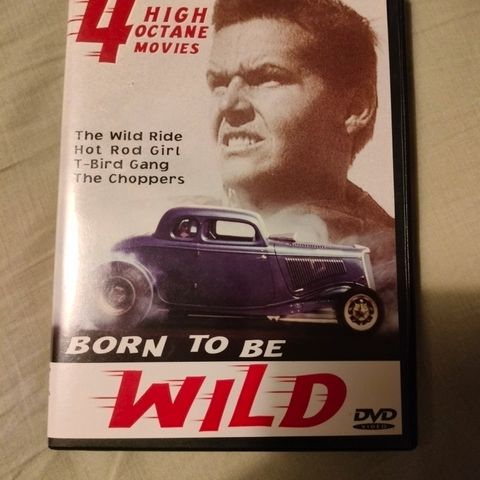 4 HIGH
OCTANE
MOVIES
The Wild Ride
Hot Rod Girl
T-Bird Gang
The Choppers
BORN TO BE
WILD
DVD
VIDEO